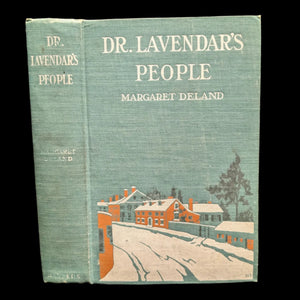 DR.
LAVENDAR'S
PEOPLE
MARGARET
DELAND
DR. LAVENDAR'S
PEOPLE
MARGARET DELAND